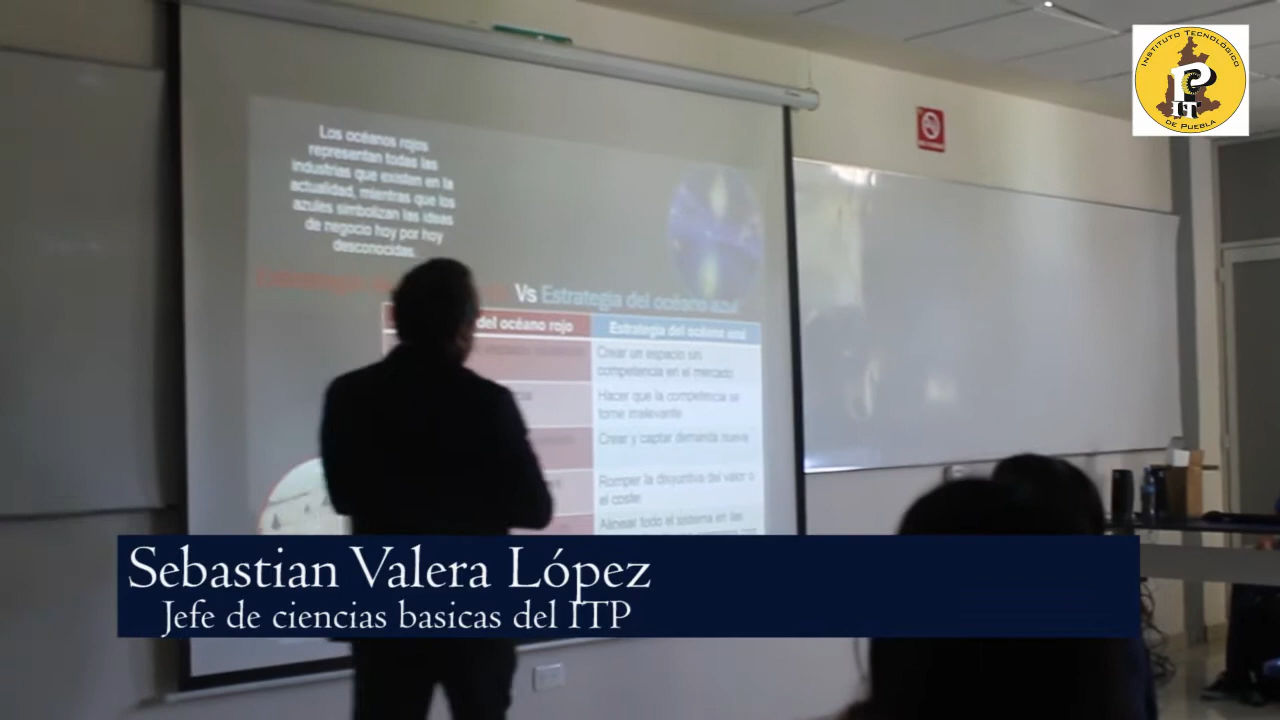 INSTITUTO TECNOLÓGICO
PIT
DE PUEBLA
Los océanos rojos
representan todas las
industrias que existen en la
actualidad, mientras que los
azules simbolizan las ideas
de negocio hoy por hoy
desconocidas.
Vs Estrategia del océano azul
del océano rojo
Estrategia del océano azul
Crear un espacio sin
competencia en el mercado
Hacer que la competencia se
torne irrelevante
Crear y captar demanda nueva
Romper la disyuntiva del valor o
el coste
Alinear todo el sistema en las
Sebastian Valera López
Jefe de ciencias basicas del ITP